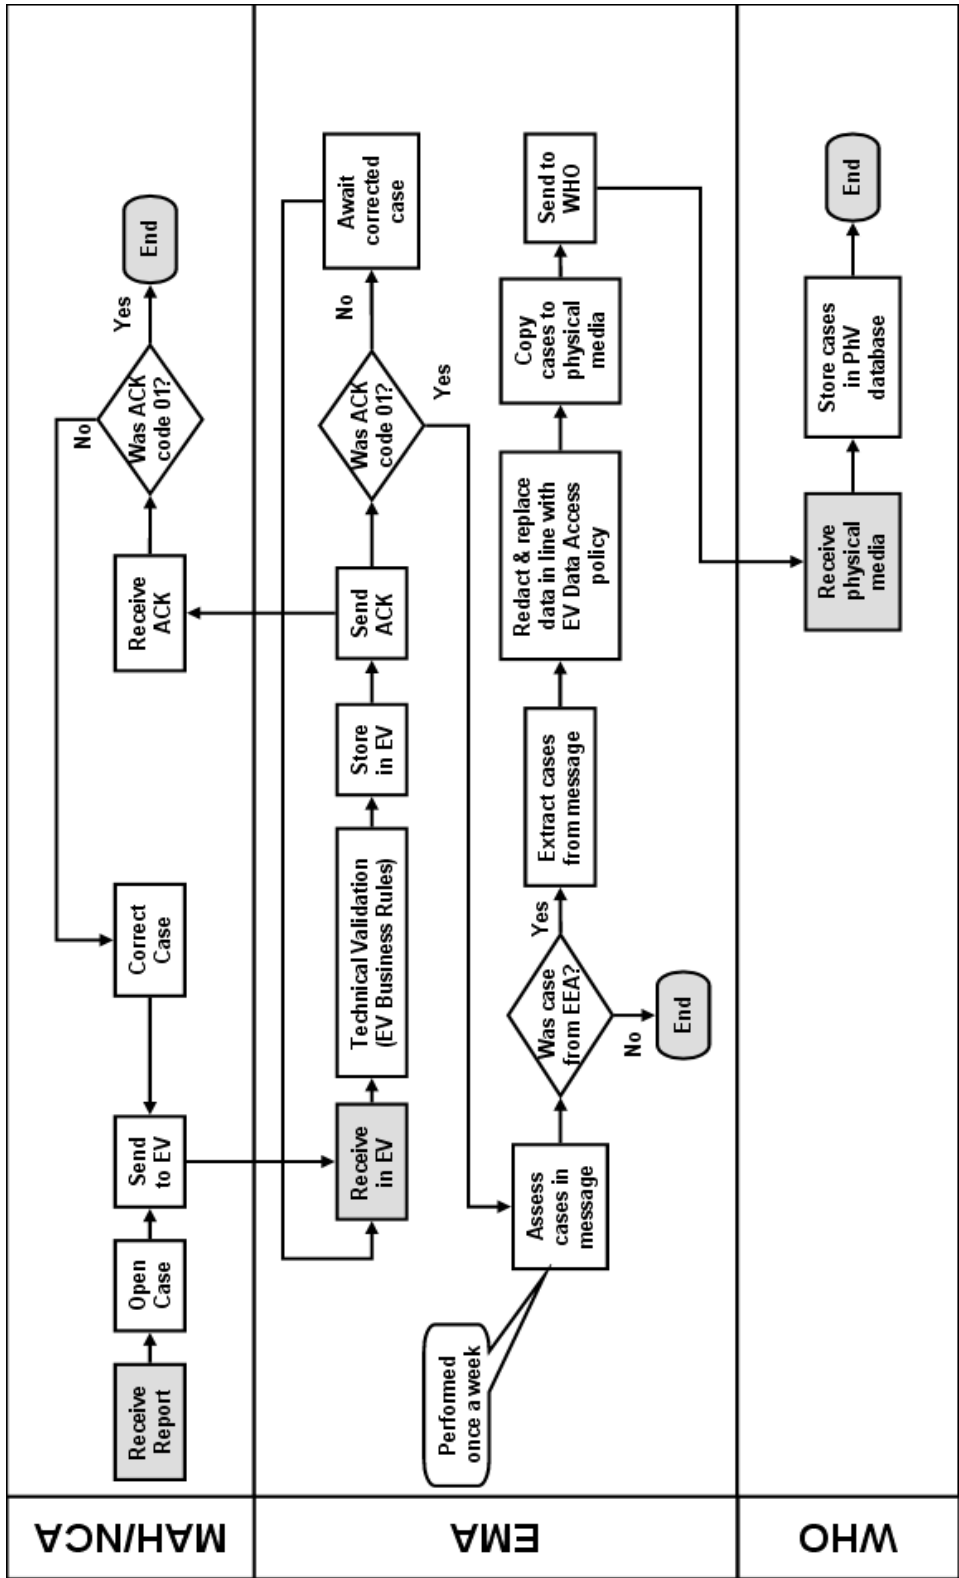 MAH/NCA
Receive
Report
Open
Case
Send
to EV
Correct
Case
Receive
ACK
Was ACK
code 01?
No
Yes
End
EMA
Receive
in EV
Technical Validation
(EV Business Rules)
Store
in EV
Send
ACK
Was ACK
code 01?
No
Yes
Await
corrected
case
Performed
once a week
Assess
cases in
message
Was case
from EEA?
Yes
No
End
Extract cases
from message
Redact & replace
data in line with
EV Data Access
policy
Copy
cases to
physical
media
Send to
WHO
WHO
Receive
physical
media
Store cases
in PhV
database
End